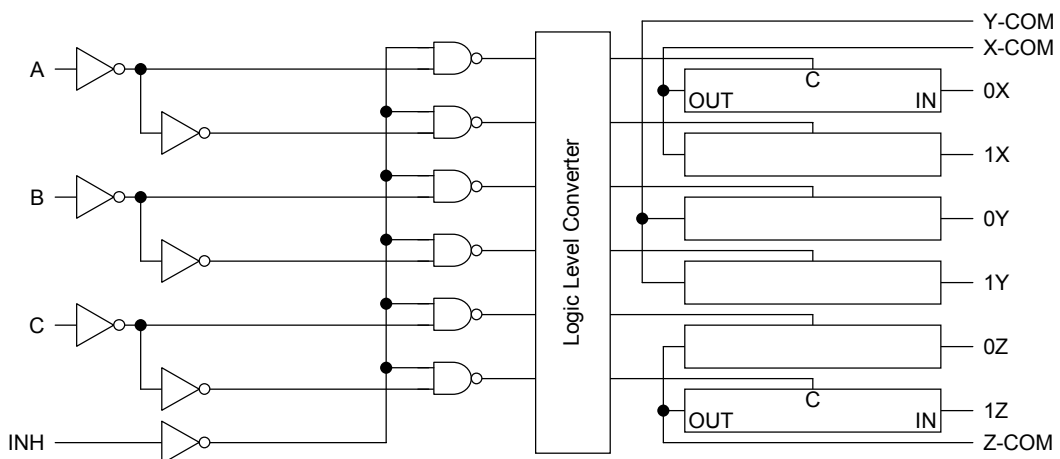 Y-COM
X-COM
A
C
OUT
IN
0X
1X
B
0Y
Logic Level Converter
1Y
C
0Z
C
OUT
IN
1Z
INH
Z-COM